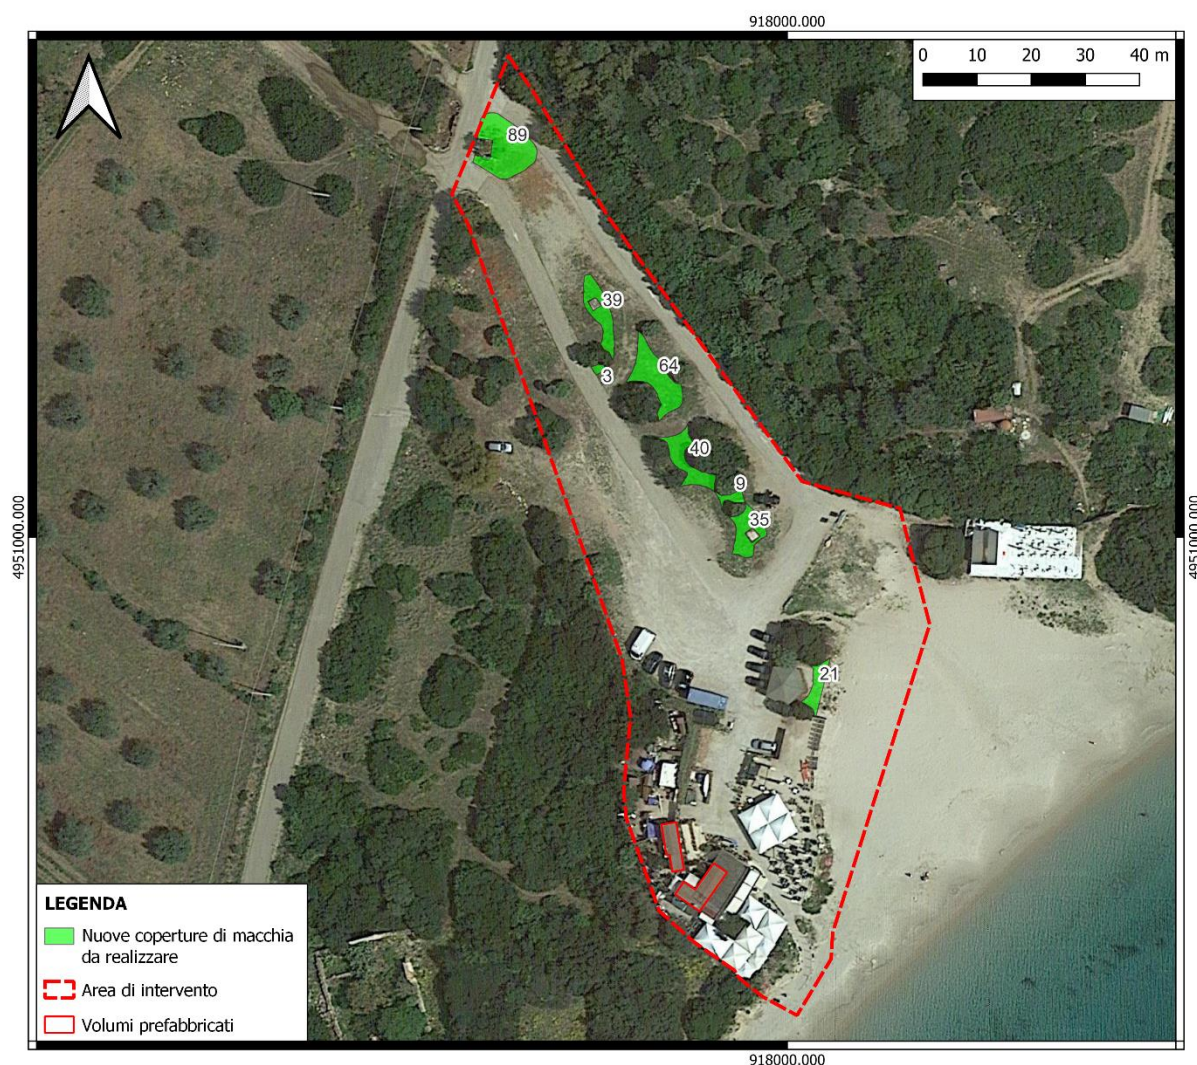 918000.000
0 10 20 30 40 m
89
39
64
3
40
9
35
4951000.000
4951000.000
21
LEGENDA
Nuove coperture di macchia
da realizzare
Area di intervento
Volumi prefabbricati
918000.000